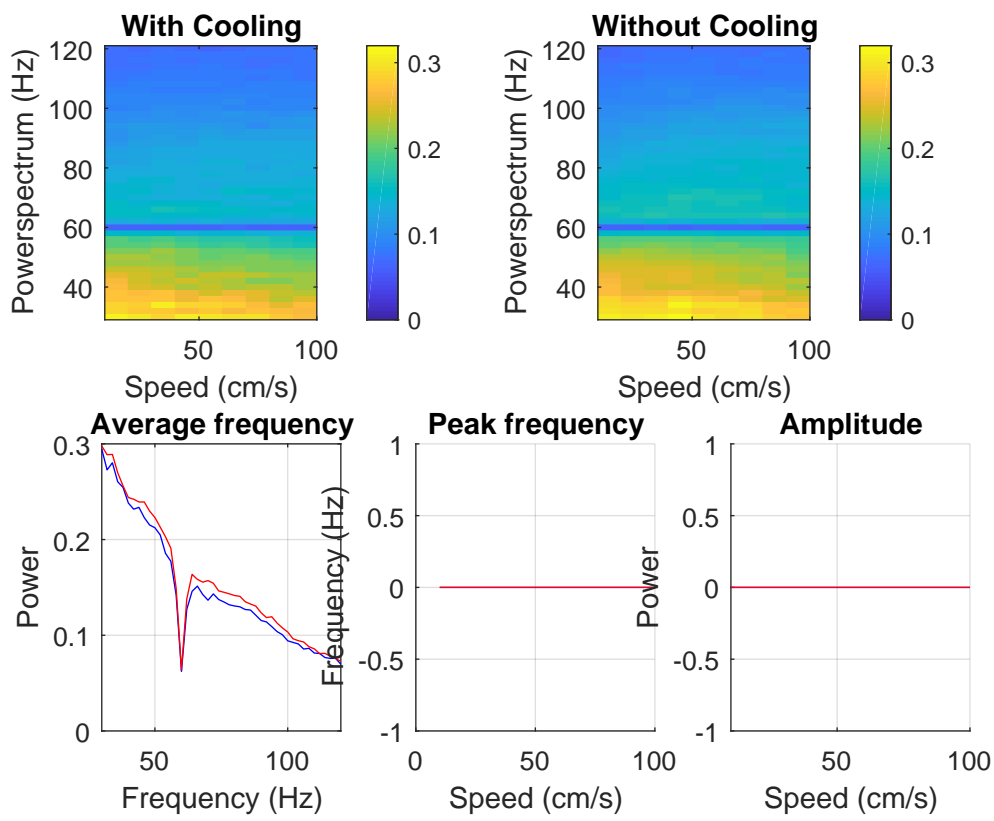 With Cooling
Powerspectrum (Hz)
120
100
80
60
40
50
100
Speed (cm/s)
0.3
0.2
0.1
0
Without Cooling
Powerspectrum (Hz)
120
100
80
60
40
50
100
Speed (cm/s)
0.3
0.2
0.1
0
Average frequency
Power
0.3
0.2
0.1
0
50
100
Frequency (Hz)
Peak frequency
Frequency (Hz)
1
0.5
0
-0.5
-1
0
50
100
Speed (cm/s)
Amplitude
Power
1
0.5
0
-0.5
-1
50
100
Speed (cm/s)